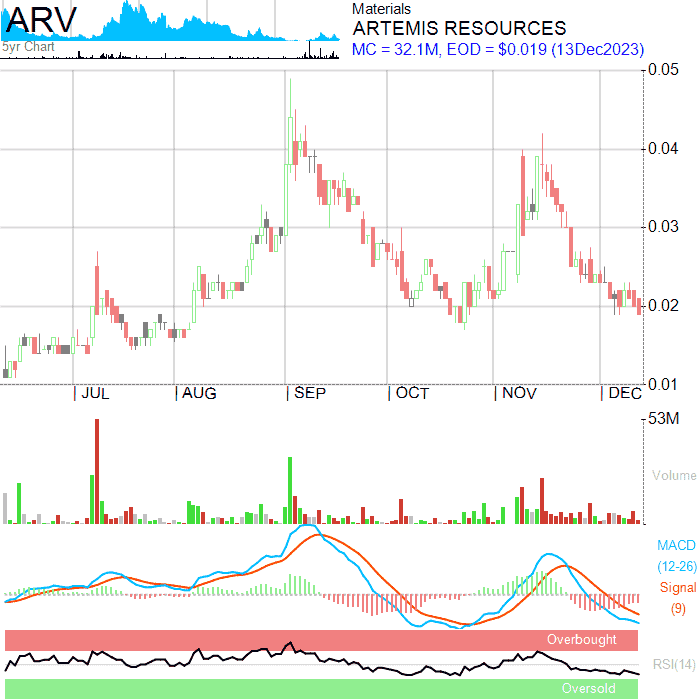 ARV
5yr Chart
Materials
ARTEMIS RESOURCES
MC = 32.1M, EOD = $0.019 (13Dec2023)
0.05
0.04
0.03
0.02
0.01
JUL AUG SEP OCT NOV DEC
53M
Volume
MACD
(12-26)
Signal
(9)
Overbought
RSI(14)
Oversold